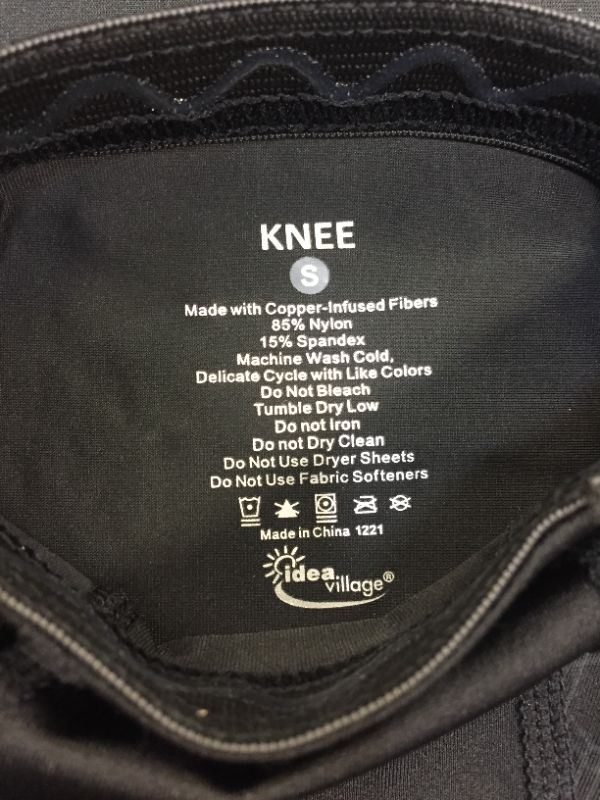 KNEE
S
Made with Copper-Infused Fibers
85% Nylon
15% Spandex
Machine Wash Cold,
Delicate Cycle with Like Colors
Do Not Bleach
Tumble Dry Low
Do not Iron
Do not Dry Clean
Do Not Use Dryer Sheets
Do Not Use Fabric Softeners
Made in China 1221
idea
village®